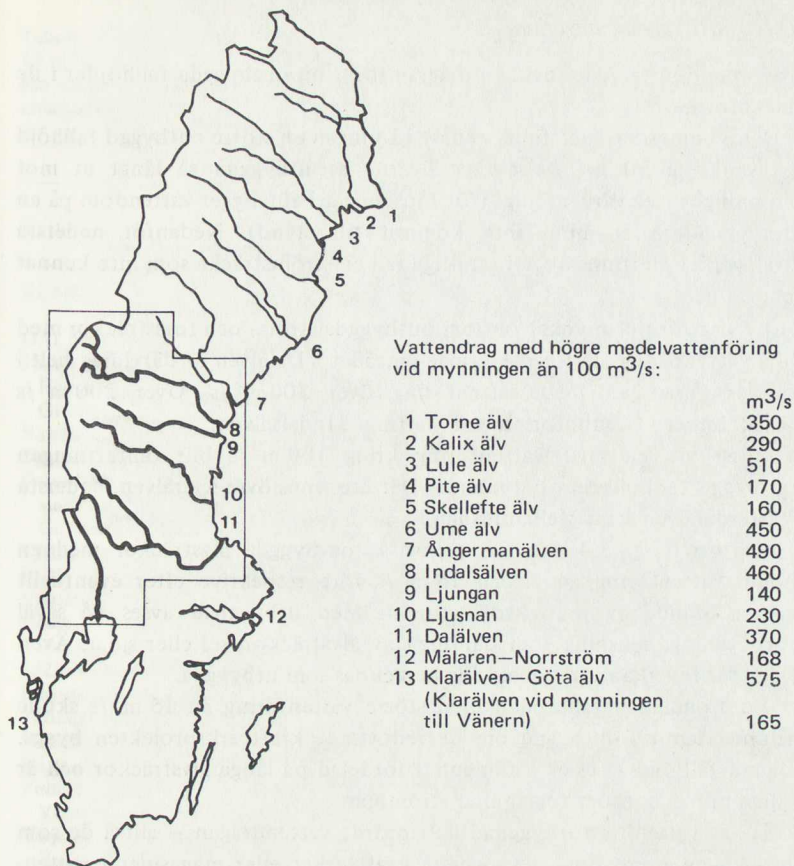 Vattendrag med högre medelvattenföring
vid mynningen än 100 m³/s:
m³/s
1 Torne älv 350
2 Kalix älv 290
3 Lule älv 510
4 Pite älv 170
5 Skellefte älv 160
6 Ume älv 450
7 Ångermanälven 490
8 Indalsälven 460
9 Ljungan 140
10 Ljusnan 230
11 Dalälven 370
12 Mälaren—Norrström 168
13 Klarälven—Göta älv 575
(Klarälven vid mynningen
till Vänern) 165
1
2
3
4
5
6
7
8
9
10
11
12
13